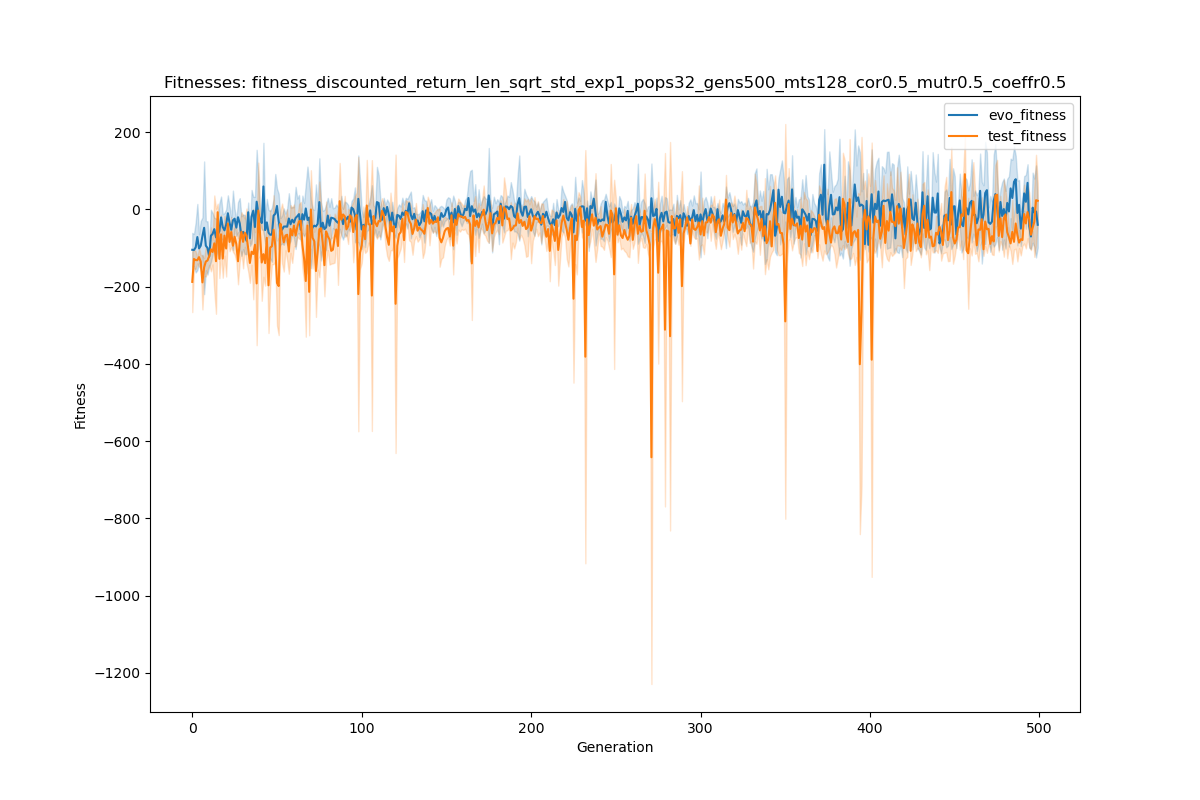 Fitnesses: fitness_discounted_return_len_sqrt_std_exp1_pops32_gens500_mts128_cor0.5_mutr0.5_coeffr0.5
evo_fitness
test_fitness
200
0
−200
−400
−600
−800
−1000
−1200
Fitness
0
100
200
300
400
500
Generation